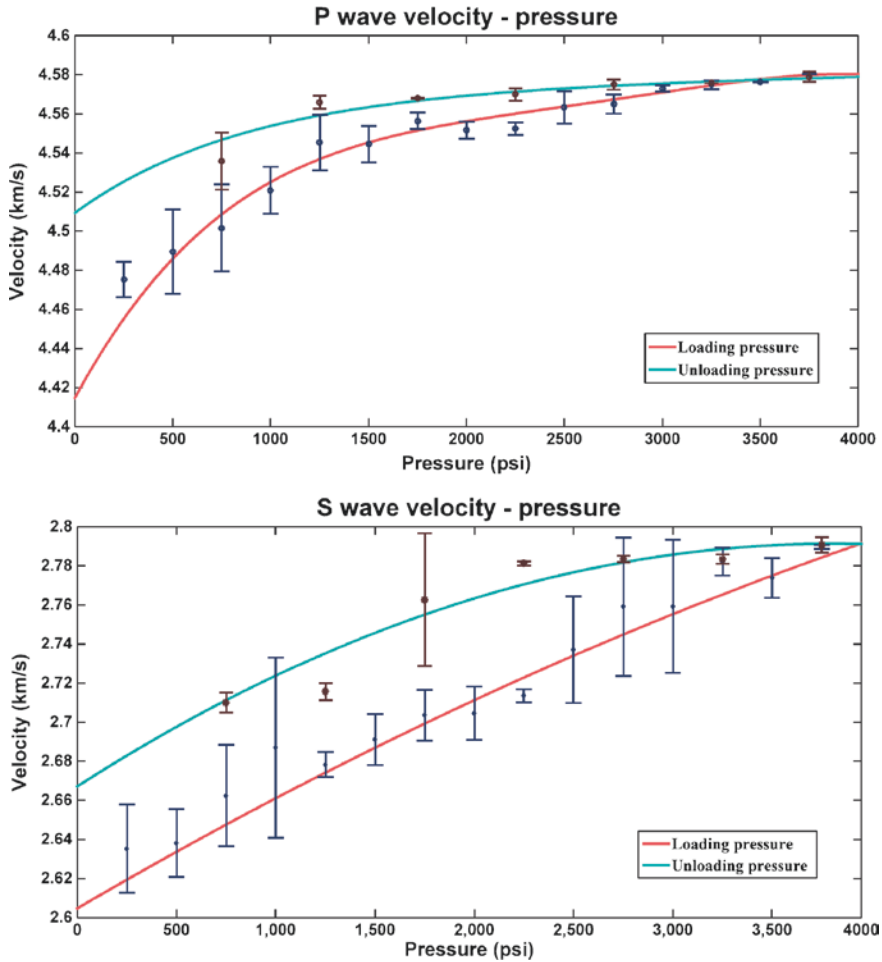 P wave velocity - pressure
4.6
4.58
4.56
4.54
4.52
4.5
4.48
4.46
4.44
4.42
4.4
Velocity (km/s)
Loading pressure
Unloading pressure
0 500 1000 1500 2000 2500 3000 3500 4000
Pressure (psi)
S wave velocity - pressure
2.8
2.78
2.76
2.74
2.72
2.7
2.68
2.66
2.64
2.62
2.6
Velocity (km/s)
Loading pressure
Unloading pressure
0 500 1,000 1,500 2,000 2,500 3,000 3,500 4000
Pressure (psi)